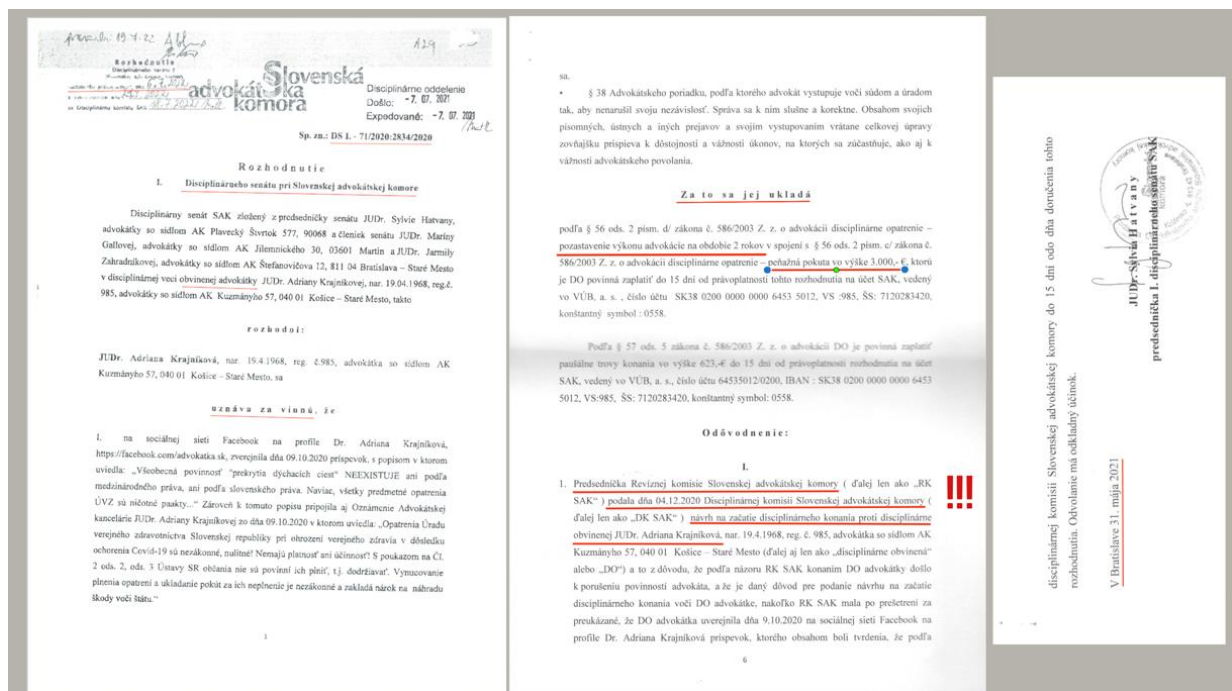 A29
Rozhodnutie
Slovenská
advokátska
komora
Disciplinárne oddelenie
Došlo: -7. 07. 2021
Expedované: -7. 07. 2021
Sp. zn.: DS I. - 71/2020:2834/2020
Rozhodnutie
I. Disciplinárneho senátu pri Slovenskej advokátskej komore
Disciplinárny senát SAK zložený z predsedníčky senátu JUDr. Sylvie Hatvany,
advokátky so sídlom AK Plavecký Štvrtok 577, 90068 a členiek senátu JUDr. Maríny
Gallovej, advokátky so sídlom AK Jilemnického 30, 03601 Martin a JUDr. Jarmily
Zahradníkovej, advokátky so sídlom AK Štefanovičova 12, 811 04 Bratislava – Staré Mesto
v disciplinárnej veci obvinenej advokátky JUDr. Adriany Krajníkovej, nar. 19.04.1968, reg.č.
985, advokátky so sídlom AK Kuzmányho 57, 040 01 Košice – Staré Mesto, takto
rozhodol:
JUDr. Adriana Krajníková, nar. 19.4.1968, reg. č.985, advokátka so sídlom AK
Kuzmányho 57, 040 01 Košice – Staré Mesto, sa
uznáva za vinnú, že
1. na sociálnej sieti Facebook na profile Dr. Adriana Krajníková,
https://facebook.com/advokatka.sk, zverejnila dňa 09.10.2020 príspevok, s popisom v ktorom
uviedla: „Všeobecná povinnosť "prekrytia dýchacích ciest" NEEXISTUJE ani podľa
medzinárodného práva, ani podľa slovenského práva. Naviac, všetky predmetné opatrenia
ÚVZ sú ničotné paakty...“ Zároveň k tomuto popisu pripojila aj Oznámenie Advokátskej
kancelárie JUDr. Adriany Krajníkovej zo dňa 09.10.2020 v ktorom uviedla: „Opatrenia Úradu
verejného zdravotníctva Slovenskej republiky pri ohrození verejného zdravia v dôsledku
ochorenia Covid-19 sú nezákonné, nulitné! Nemajú platnosť ani účinnosť! S poukazom na Čl.
2 ods. 2, ods. 3 Ústavy SR občania nie sú povinní ich plniť, t.j. dodržiavať. Vynucovanie
plnenia opatrení a ukladanie pokút za ich neplnenie je nezákonné a zakladá nárok na náhradu
škody voči štátu.“
1
sa.
• § 38 Advokátskeho poriadku, podľa ktorého advokát vystupuje voči súdom a úradom
tak, aby nenarušil svoju nezávislosť. Správa sa k nim slušne a korektne. Obsahom svojich
písomných, ústnych a iných prejavov a svojím vystupovaním vrátane celkovej úpravy
zovňajšku prispieva k dôstojnosti a vážnosti úkonov, na ktorých sa zúčastňuje, ako aj k
vážnosti advokátskeho povolania.
Za to sa jej ukladá
podľa § 56 ods. 2 písm. d/ zákona č. 586/2003 Z. z. o advokácii disciplinárne opatrenie –
pozastavenie výkonu advokácie na obdobie 2 rokov v spojení s § 56 ods. 2 písm. c/ zákona č.
586/2003 Z. z. o advokácii disciplinárne opatrenie – peňažná pokuta vo výške 3.000,- €, ktorú
je DO povinná zaplatiť do 15 dní od právoplatnosti tohto rozhodnutia na účet SAK, vedený
vo VÚB, a. s. , číslo účtu SK38 0200 0000 0000 6453 5012, VS :985, ŠS: 7120283420,
konštantný symbol : 0558.
Podľa § 57 ods. 5 zákona č. 586/2003 Z. z. o advokácii DO je povinná zaplatiť
paušálne trovy konania vo výške 623,-€ do 15 dní od právoplatnosti rozhodnutia na účet
SAK, vedený vo VÚB, a. s., číslo účtu 64535012/0200, IBAN : SK38 0200 0000 0000 6453
5012, VS:985, ŠS: 7120283420, konštantný symbol: 0558.
Odôvodnenie:
I.
1. Predsedníčka Revíznej komisie Slovenskej advokátskej komory ( ďalej len ako „RK
SAK“ ) podala dňa 04.12.2020 Disciplinárnej komisii Slovenskej advokátskej komory (
ďalej len ako „DK SAK“ ) návrh na začatie disciplinárneho konania proti disciplinárne
obvinenej JUDr. Adriana Krajníková, nar. 19.4.1968, reg. č. 985, advokátka so sídlom AK
Kuzmányho 57, 040 01 Košice – Staré Mesto (ďalej aj len ako „disciplinárne obvinená“
alebo „DO“) a to z dôvodu, že podľa názoru RK SAK konaním DO advokátky došlo
k porušeniu povinností advokáta, a že je daný dôvod pre podanie návrhu na začatie
disciplinárneho konania voči DO advokátke, nakoľko RK SAK mala po prešetrení za
preukázané, že DO advokátka uverejnila dňa 9.10.2020 na sociálnej sieti Facebook na
profile Dr. Adriana Krajníková príspevok, ktorého obsahom boli tvrdenia, že podľa
6
!!!
disciplinárnej komisii Slovenskej advokátskej komory do 15 dní odo dňa doručenia tohto
rozhodnutia. Odvolanie má odkladný účinok.
V Bratislave 31. mája 2021
JUDr. Sylvia Hatvany
predsedníčka I. disciplinárneho senátu SAK